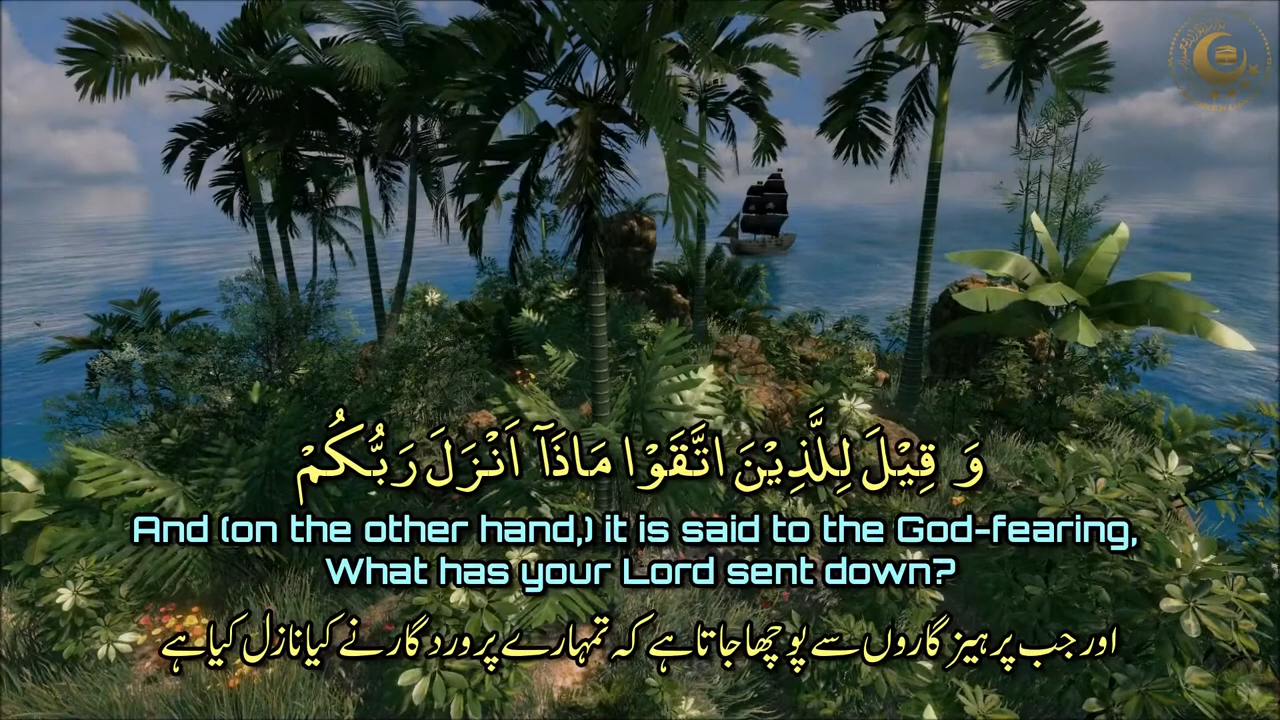 وَ قِيْلَ لِلَّذِيْنَ اتَّقَوْا مَاذَآ اَنْزَلَ رَبُّكُمْ
And (on the other hand,) it is said to the God-fearing,
What has your Lord sent down?
اور جب پرہیز گاروں سے پوچھا جاتا ہے کہ تمہارے پروردگار نے کیا نازل کیا ہے